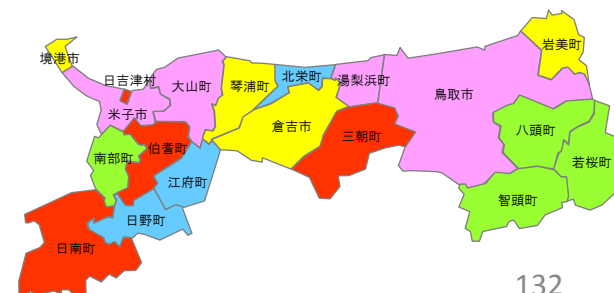 境港市
岩美町
日吉津村
大山町
琴浦町
北栄町
湯梨浜町
鳥取市
米子市
倉吉市
三朝町
八頭町
南部町
伯耆町
若桜町
江府町
智頭町
日野町
日南町
132